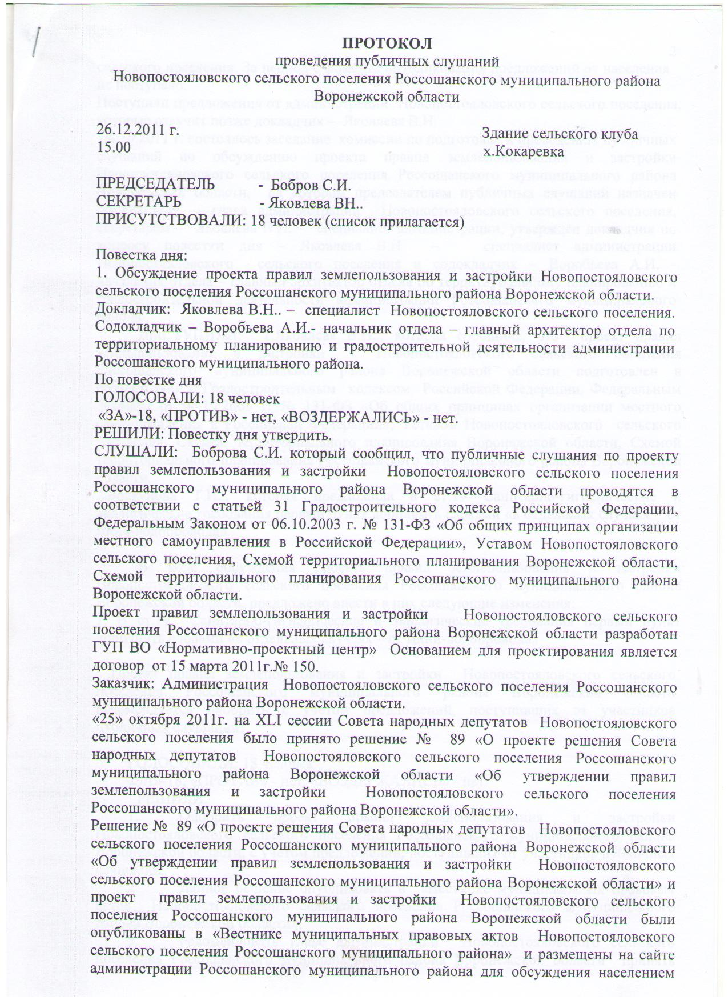 ПРОТОКОЛ
проведения публичных слушаний
Новопостояловского сельского поселения Россошанского муниципального района
Воронежской области
26.12.2011 г. Здание сельского клуба
15.00 х.Кокаревка
ПРЕДСЕДАТЕЛЬ - Бобров С.И.
СЕКРЕТАРЬ - Яковлева ВН..
ПРИСУТСТВОВАЛИ: 18 человек (список прилагается)
Повестка дня:
1. Обсуждение проекта правил землепользования и застройки Новопостояловского
сельского поселения Россошанского муниципального района Воронежской области.
Докладчик: Яковлева В.Н.. – специалист Новопостояловского сельского поселения.
Содокладчик – Воробьева А.И.- начальник отдела – главный архитектор отдела по
территориальному планированию и градостроительной деятельности администрации
Россошанского муниципального района.
По повестке дня
ГОЛОСОВАЛИ: 18 человек
«ЗА»-18, «ПРОТИВ» - нет, «ВОЗДЕРЖАЛИСЬ» - нет.
РЕШИЛИ: Повестку дня утвердить.
СЛУШАЛИ: Боброва С.И. который сообщил, что публичные слушания по проекту
правил землепользования и застройки Новопостояловского сельского поселения
Россошанского муниципального района Воронежской области проводятся в
соответствии с статьей 31 Градостроительного кодекса Российской Федерации,
Федеральным Законом от 06.10.2003 г. № 131-ФЗ «Об общих принципах организации
местного самоуправления в Российской Федерации», Уставом Новопостояловского
сельского поселения, Схемой территориального планирования Воронежской области,
Схемой территориального планирования Россошанского муниципального района
Воронежской области.
Проект правил землепользования и застройки Новопостояловского сельского
поселения Россошанского муниципального района Воронежской области разработан
ГУП ВО «Нормативно-проектный центр» Основанием для проектирования является
договор от 15 марта 2011г.№ 150.
Заказчик: Администрация Новопостояловского сельского поселения Россошанского
муниципального района Воронежской области.
«25» октября 2011г. на XLI сессии Совета народных депутатов Новопостояловского
сельского поселения было принято решение № 89 «О проекте решения Совета
народных депутатов Новопостояловского сельского поселения Россошанского
муниципального района Воронежской области «Об утверждении правил
землепользования и застройки Новопостояловского сельского поселения
Россошанского муниципального района Воронежской области».
Решение № 89 «О проекте решения Совета народных депутатов Новопостояловского
сельского поселения Россошанского муниципального района Воронежской области
«Об утверждении правил землепользования и застройки Новопостояловского
сельского поселения Россошанского муниципального района Воронежской области» и
проект правил землепользования и застройки Новопостояловского сельского
поселения Россошанского муниципального района Воронежской области были
опубликованы в «Вестнике муниципальных правовых актов Новопостояловского
сельского поселения Россошанского муниципального района» и размещены на сайте
администрации Россошанского муниципального района для обсуждения населением